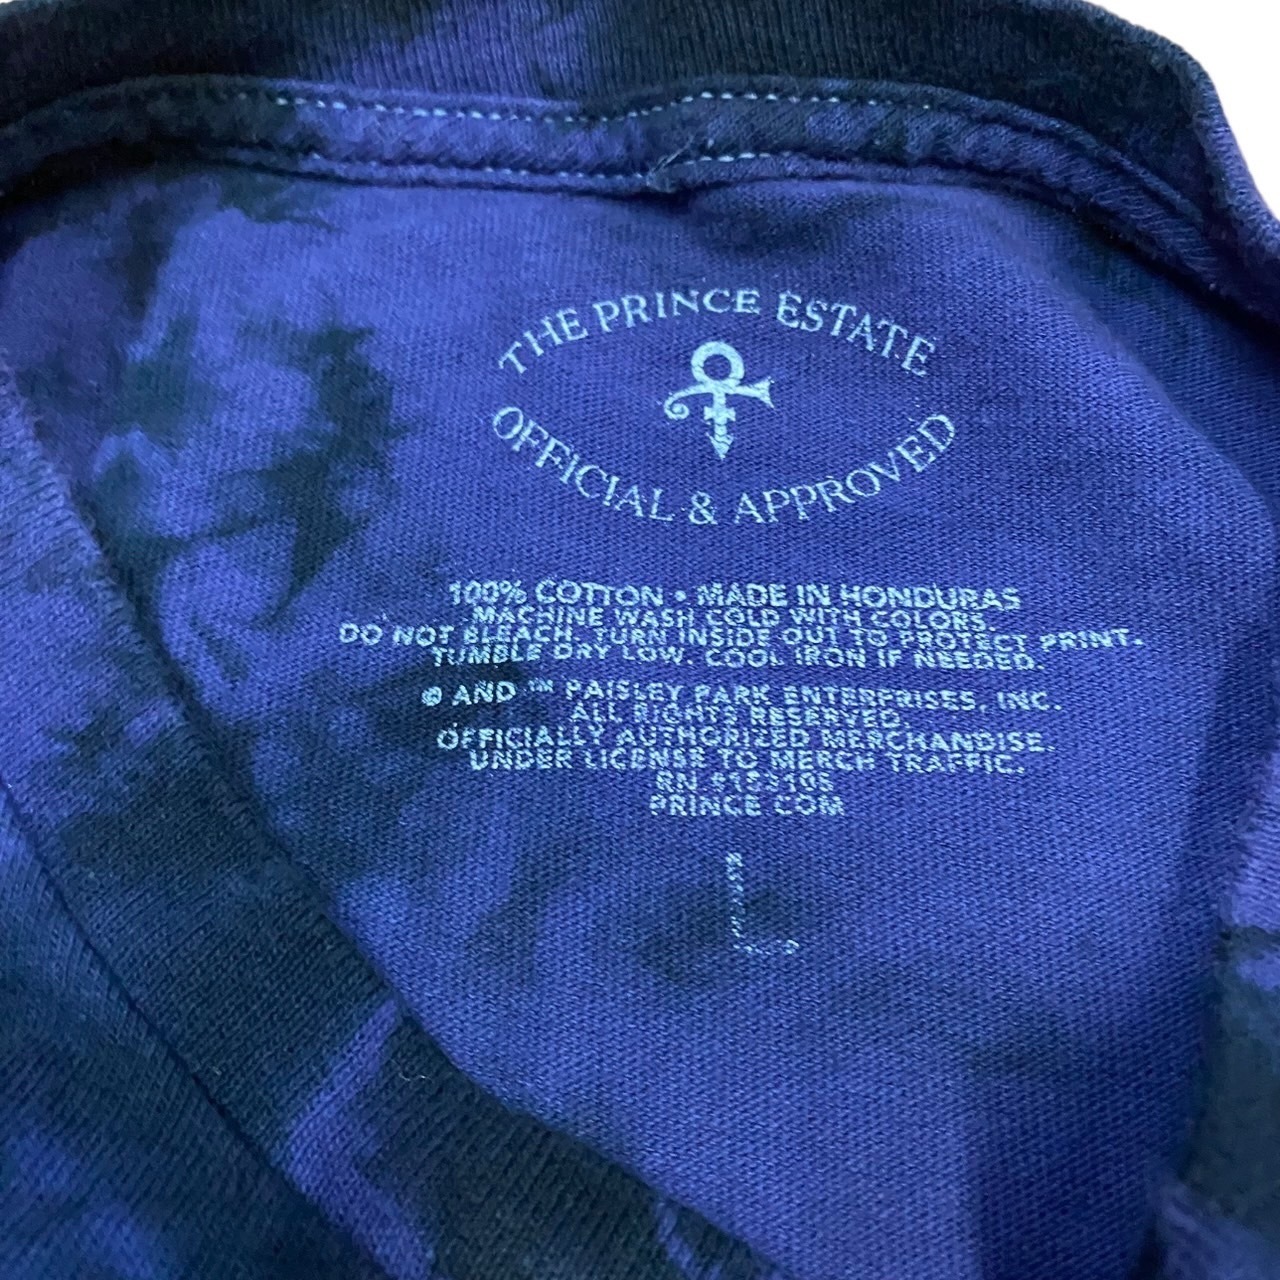 THE PRINCE ESTATE
OFFICIAL & APPROVED
100% COTTON • MADE IN HONDURAS
MACHINE WASH COLD WITH COLORS.
DO NOT BLEACH. TURN INSIDE OUT TO PROTECT PRINT.
TUMBLE DRY LOW. COOL IRON IF NEEDED.
© AND ™ PAISLEY PARK ENTERPRISES, INC.
ALL RIGHTS RESERVED.
OFFICIALLY AUTHORIZED MERCHANDISE.
UNDER LICENSE TO MERCH TRAFFIC.
RN
PRINCE.COM
L